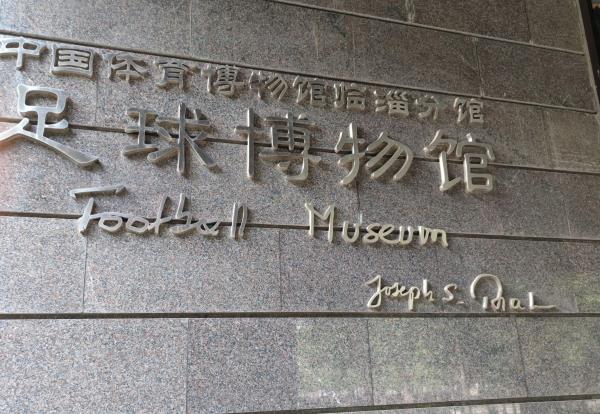 中国体育博物馆临淄分馆
足球博物馆
Football Museum
Joseph S.